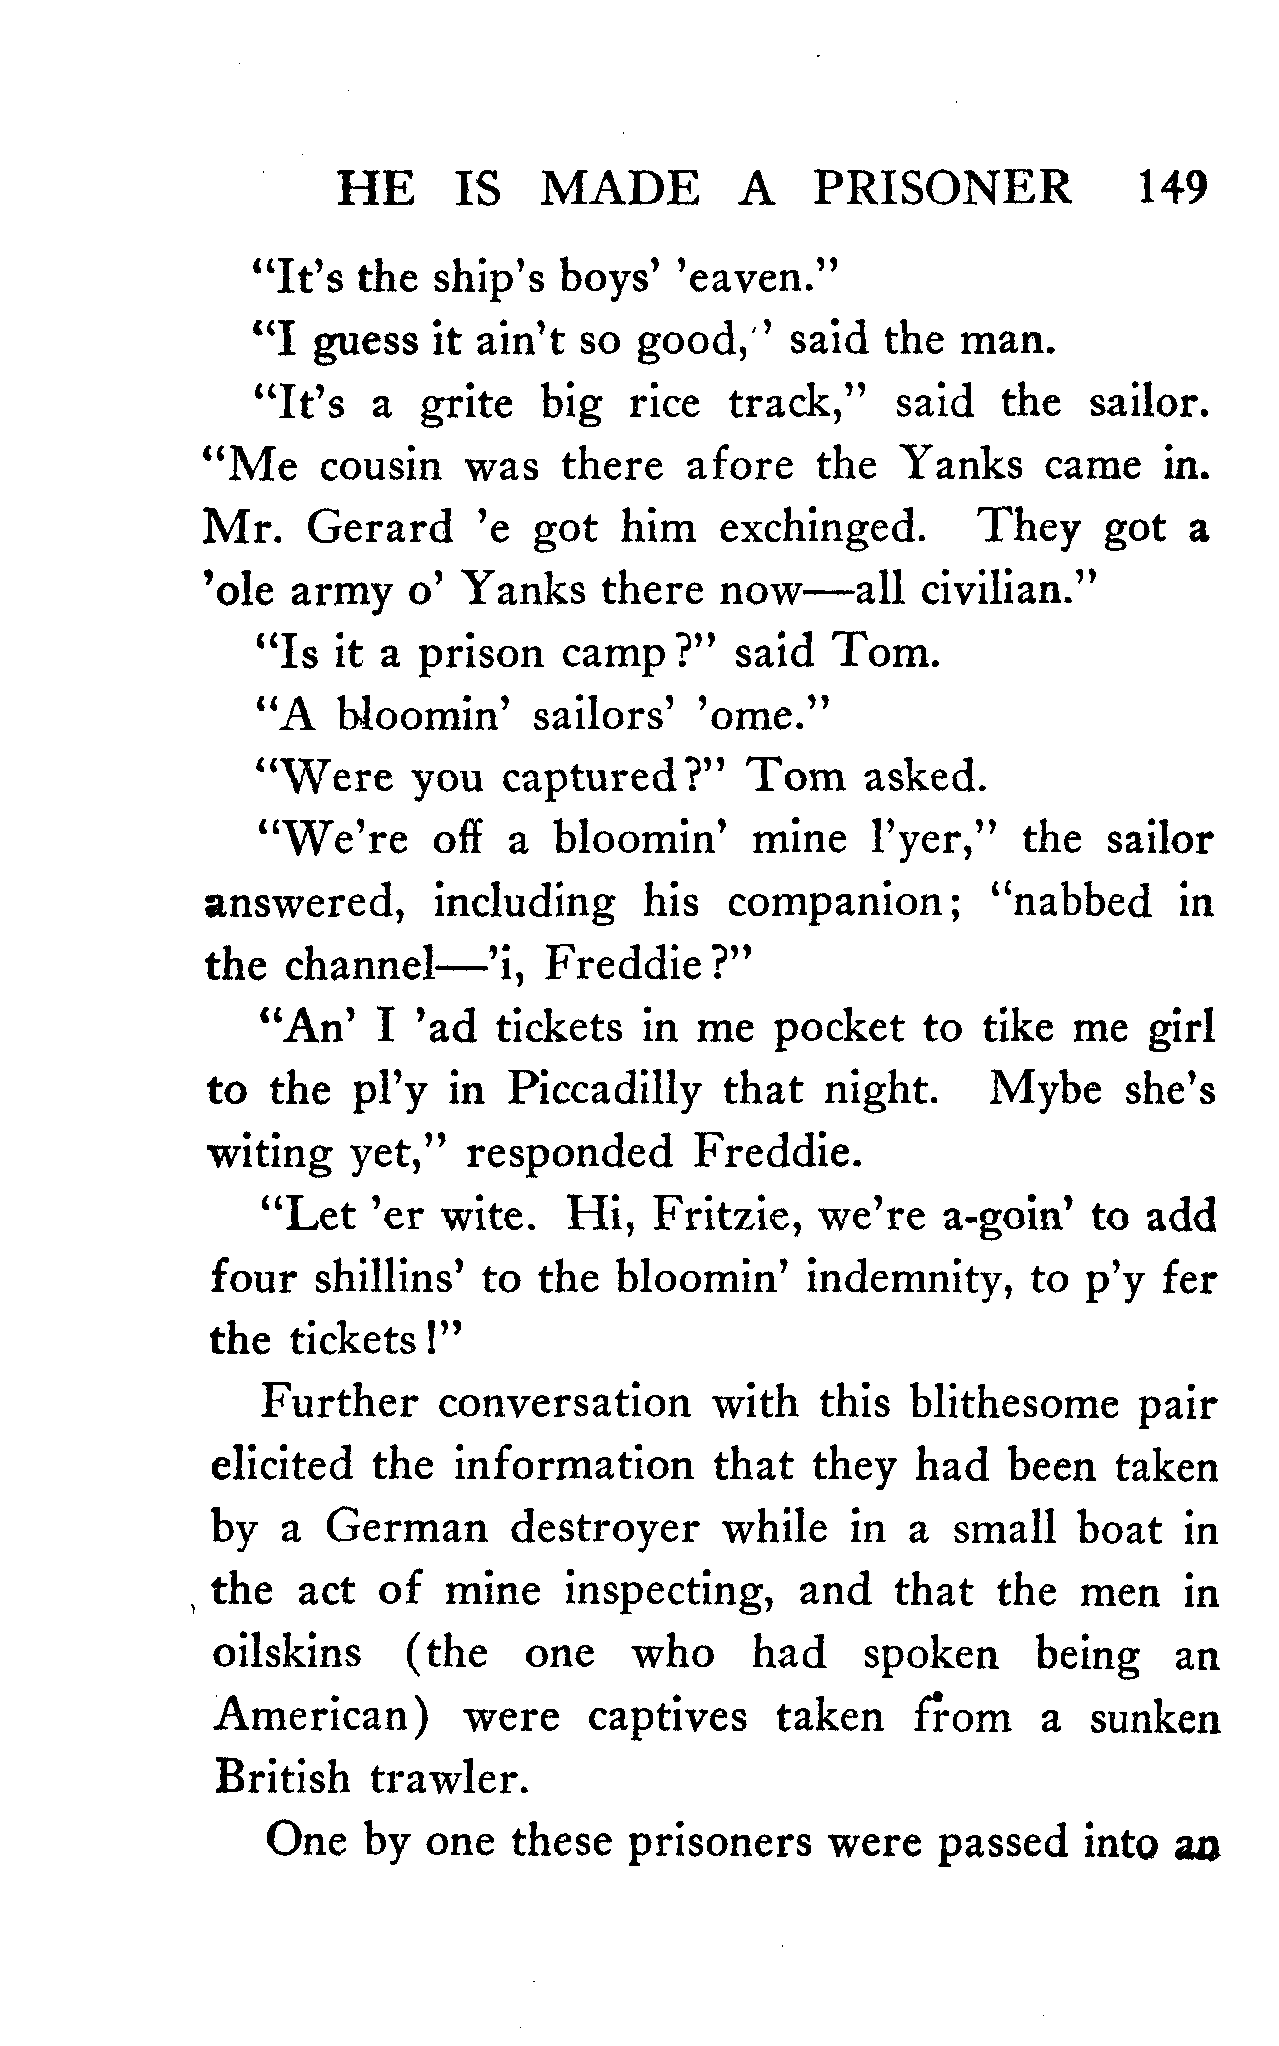 HE IS MADE A PRISONER 149
“It's the ship's boys' 'eaven.”
“I guess it ain't so good,” said the man.
“It's a grite big rice track,” said the sailor.
“Me cousin was there afore the Yanks came in.
Mr. Gerard 'e got him exchinged. They got a
'ole army o' Yanks there now—all civilian.”
“Is it a prison camp?” said Tom.
“A bloomin' sailors' 'ome.”
“Were you captured?” Tom asked.
“We're off a bloomin' mine l'yer,” the sailor
answered, including his companion; “nabbed in
the channel—'i, Freddie?”
“An' I 'ad tickets in me pocket to tike me girl
to the pl'y in Piccadilly that night. Mybe she's
witing yet,” responded Freddie.
“Let 'er wite. Hi, Fritzie, we're a-goin' to add
four shillins' to the bloomin' indemnity, to p'y fer
the tickets!”
Further conversation with this blithesome pair
elicited the information that they had been taken
by a German destroyer while in a small boat in
the act of mine inspecting, and that the men in
oilskins (the one who had spoken being an
American) were captives taken from a sunken
British trawler.
One by one these prisoners were passed into an